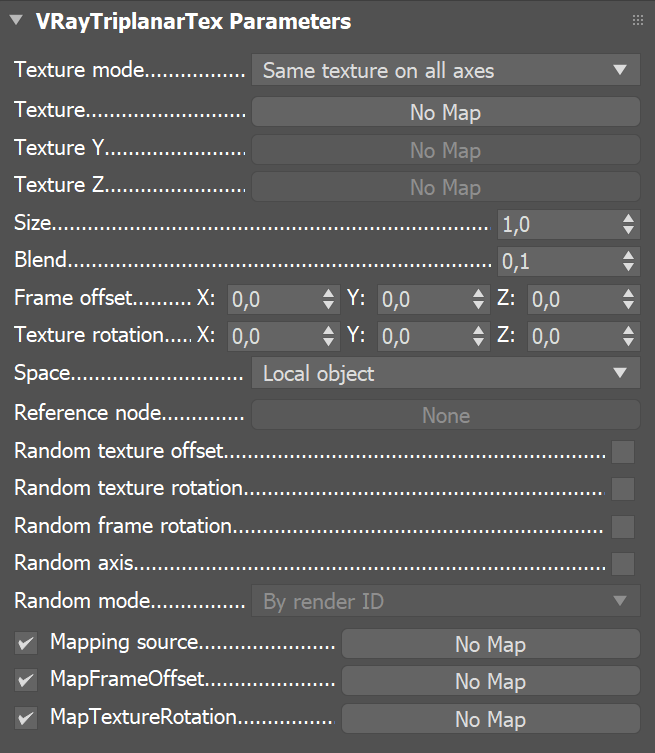 VRayTriplanarTex Parameters
Texture mode................. Same texture on all axes
Texture........................... No Map
Texture Y........................ No Map
Texture Z........................ No Map
Size.......................................................................... 1,0
Blend....................................................................... 0,1
Frame offset.......... X: 0,0 Y: 0,0 Z: 0,0
Texture rotation..... X: 0,0 Y: 0,0 Z: 0,0
Space............................. Local object
Reference node.............. None
Random texture offset.................................................................
Random texture rotation..............................................................
Random frame rotation...............................................................
Random axis................................................................................
Random mode................ By render ID
Mapping source....................... No Map
MapFrameOffset...................... No Map
MapTextureRotation................ No Map